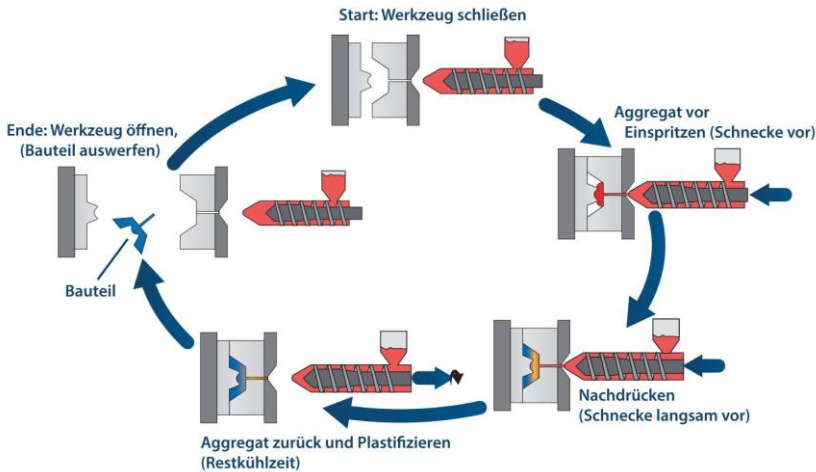 Start: Werkzeug schließen
Aggregat vor
Einspritzen (Schnecke vor)
Nachdrücken
(Schnecke langsam vor)
Aggregat zurück und Plastifizieren
(Restkühlzeit)
Ende: Werkzeug öffnen,
(Bauteil auswerfen)
Bauteil